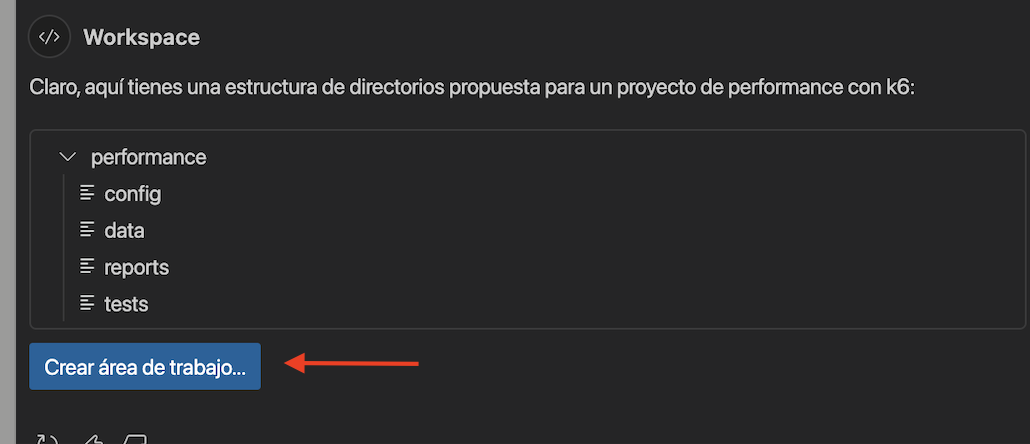 </> Workspace
Claro, aquí tienes una estructura de directorios propuesta para un proyecto de performance con k6:
performance
config
data
reports
tests
Crear área de trabajo...